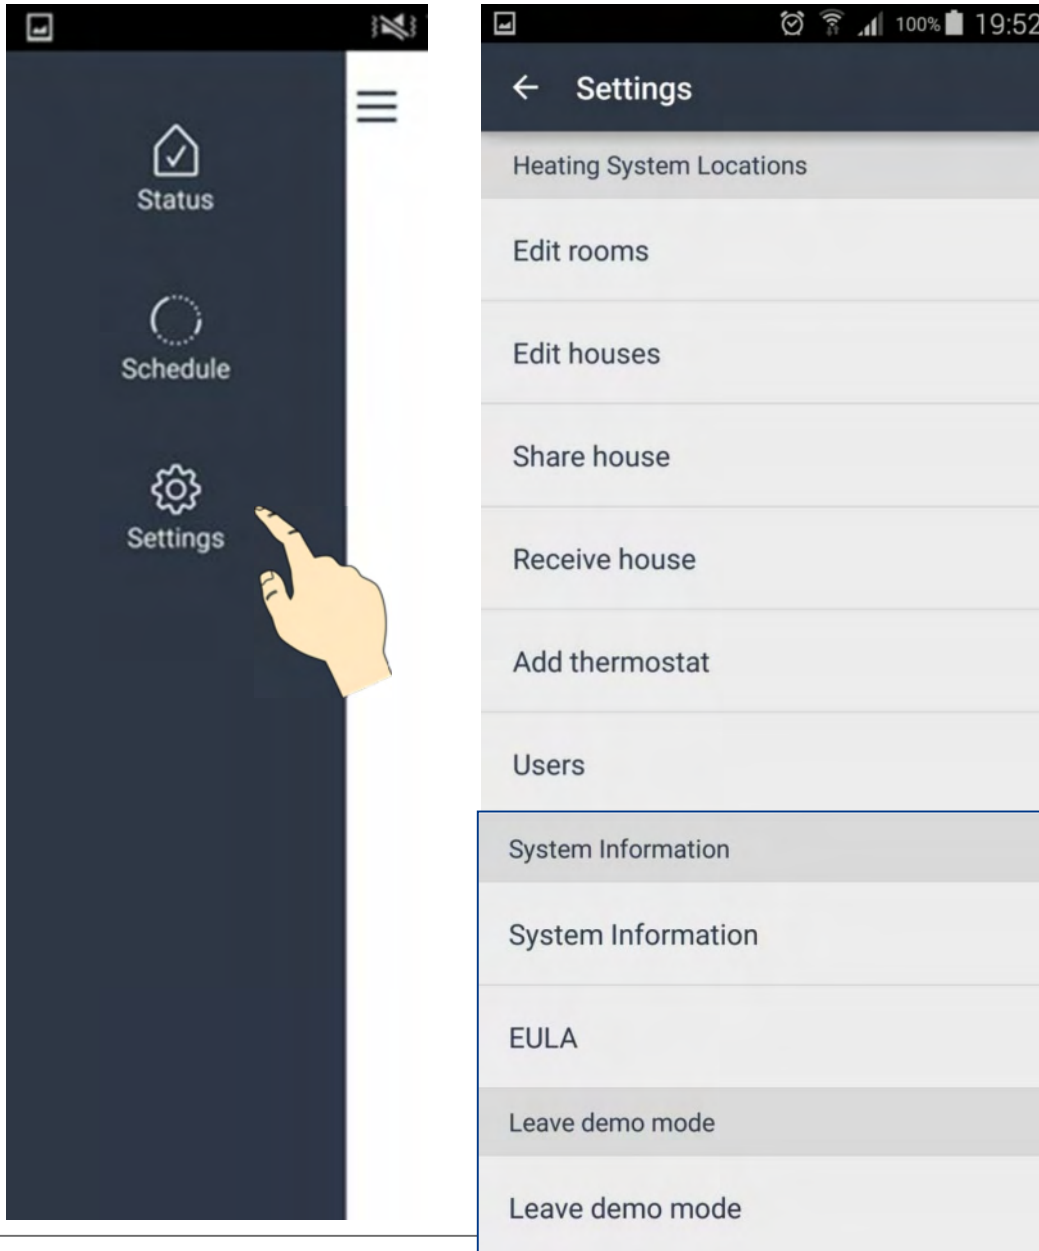 Status
Schedule
Settings
100% 19:52
Settings
Heating System Locations
Edit rooms
Edit houses
Share house
Receive house
Add thermostat
Users
System Information
System Information
EULA
Leave demo mode
Leave demo mode